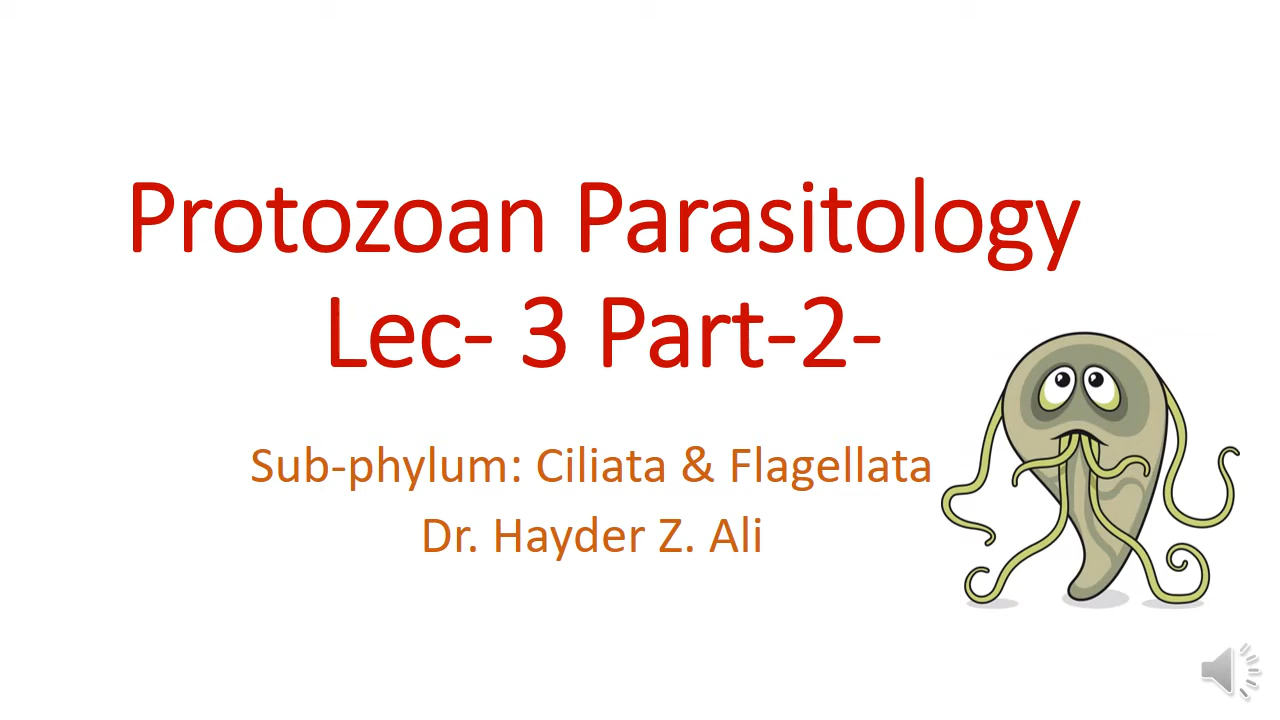 Protozoan Parasitology
Lec- 3 Part-2-
Sub-phylum: Ciliata & Flagellata
Dr. Hayder Z. Ali